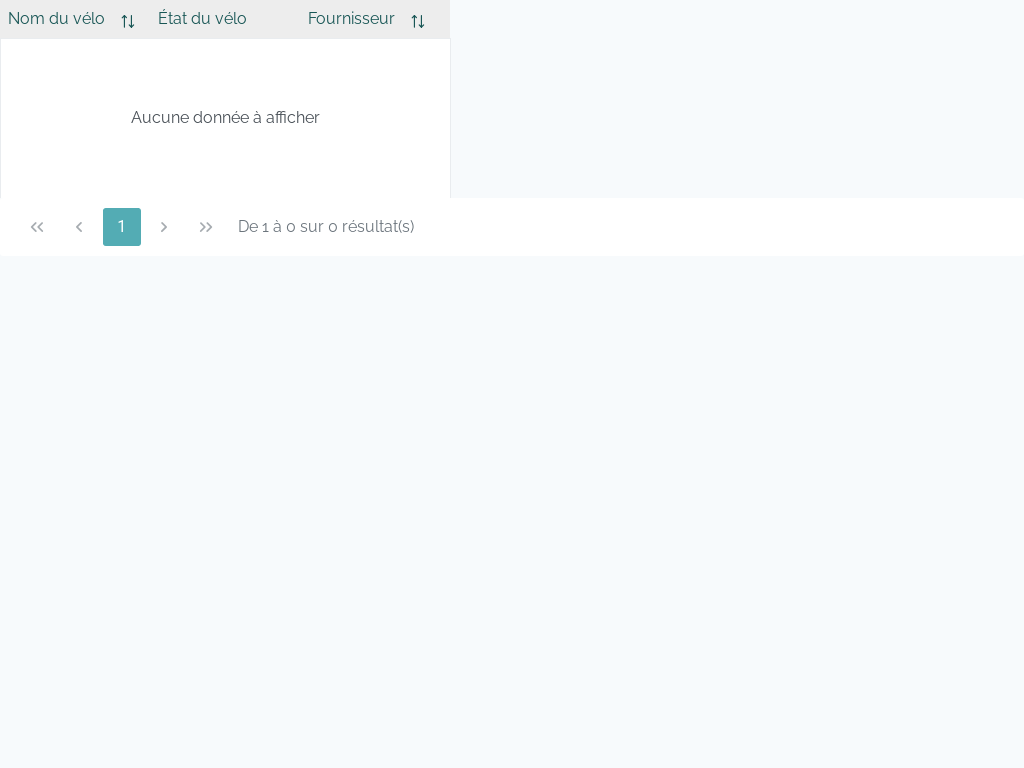 Nom du vélo État du vélo Fournisseur
Aucune donnée à afficher
1 De 1 à 0 sur 0 résultat(s)